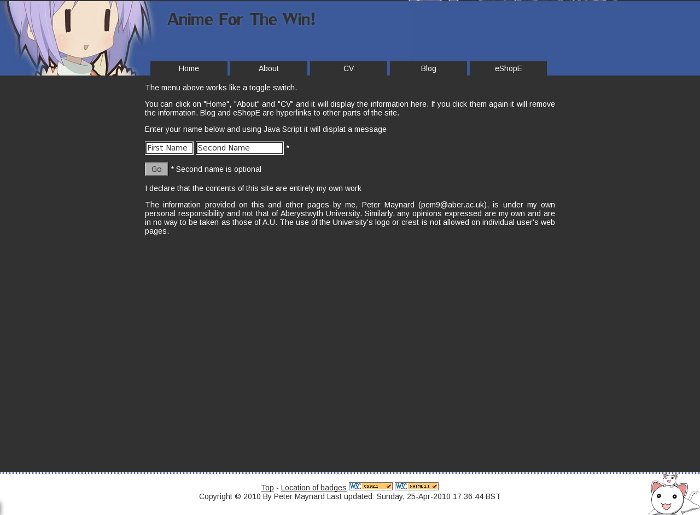 Anime For The Win!
Home About CV Blog eShopE
The menu above works like a toggle switch.
You can click on "Home", "About" and "CV" and it will display the information here. If you click them again it will remove
the information. Blog and eShopE are hyperlinks to other parts of the site.
Enter your name below and using Java Script it will displat a message
First Name Second Name *
Go * Second name is optional
I declare that the contents of this site are entirely my own work
The information provided on this and other pages by me, Peter Maynard (pcm9@aber.ac.uk), is under my own
personal responsibility and not that of Aberystwyth University. Similarly, any opinions expressed are my own and are
in no way to be taken as those of A.U. The use of the University's logo or crest is not allowed on individual user's web
pages.
Top - Location of badges W3C CSS W3C
Copyright © 2010 By Peter Maynard Last updated: Sunday, 25-Apr-2010 17:36:44 BST